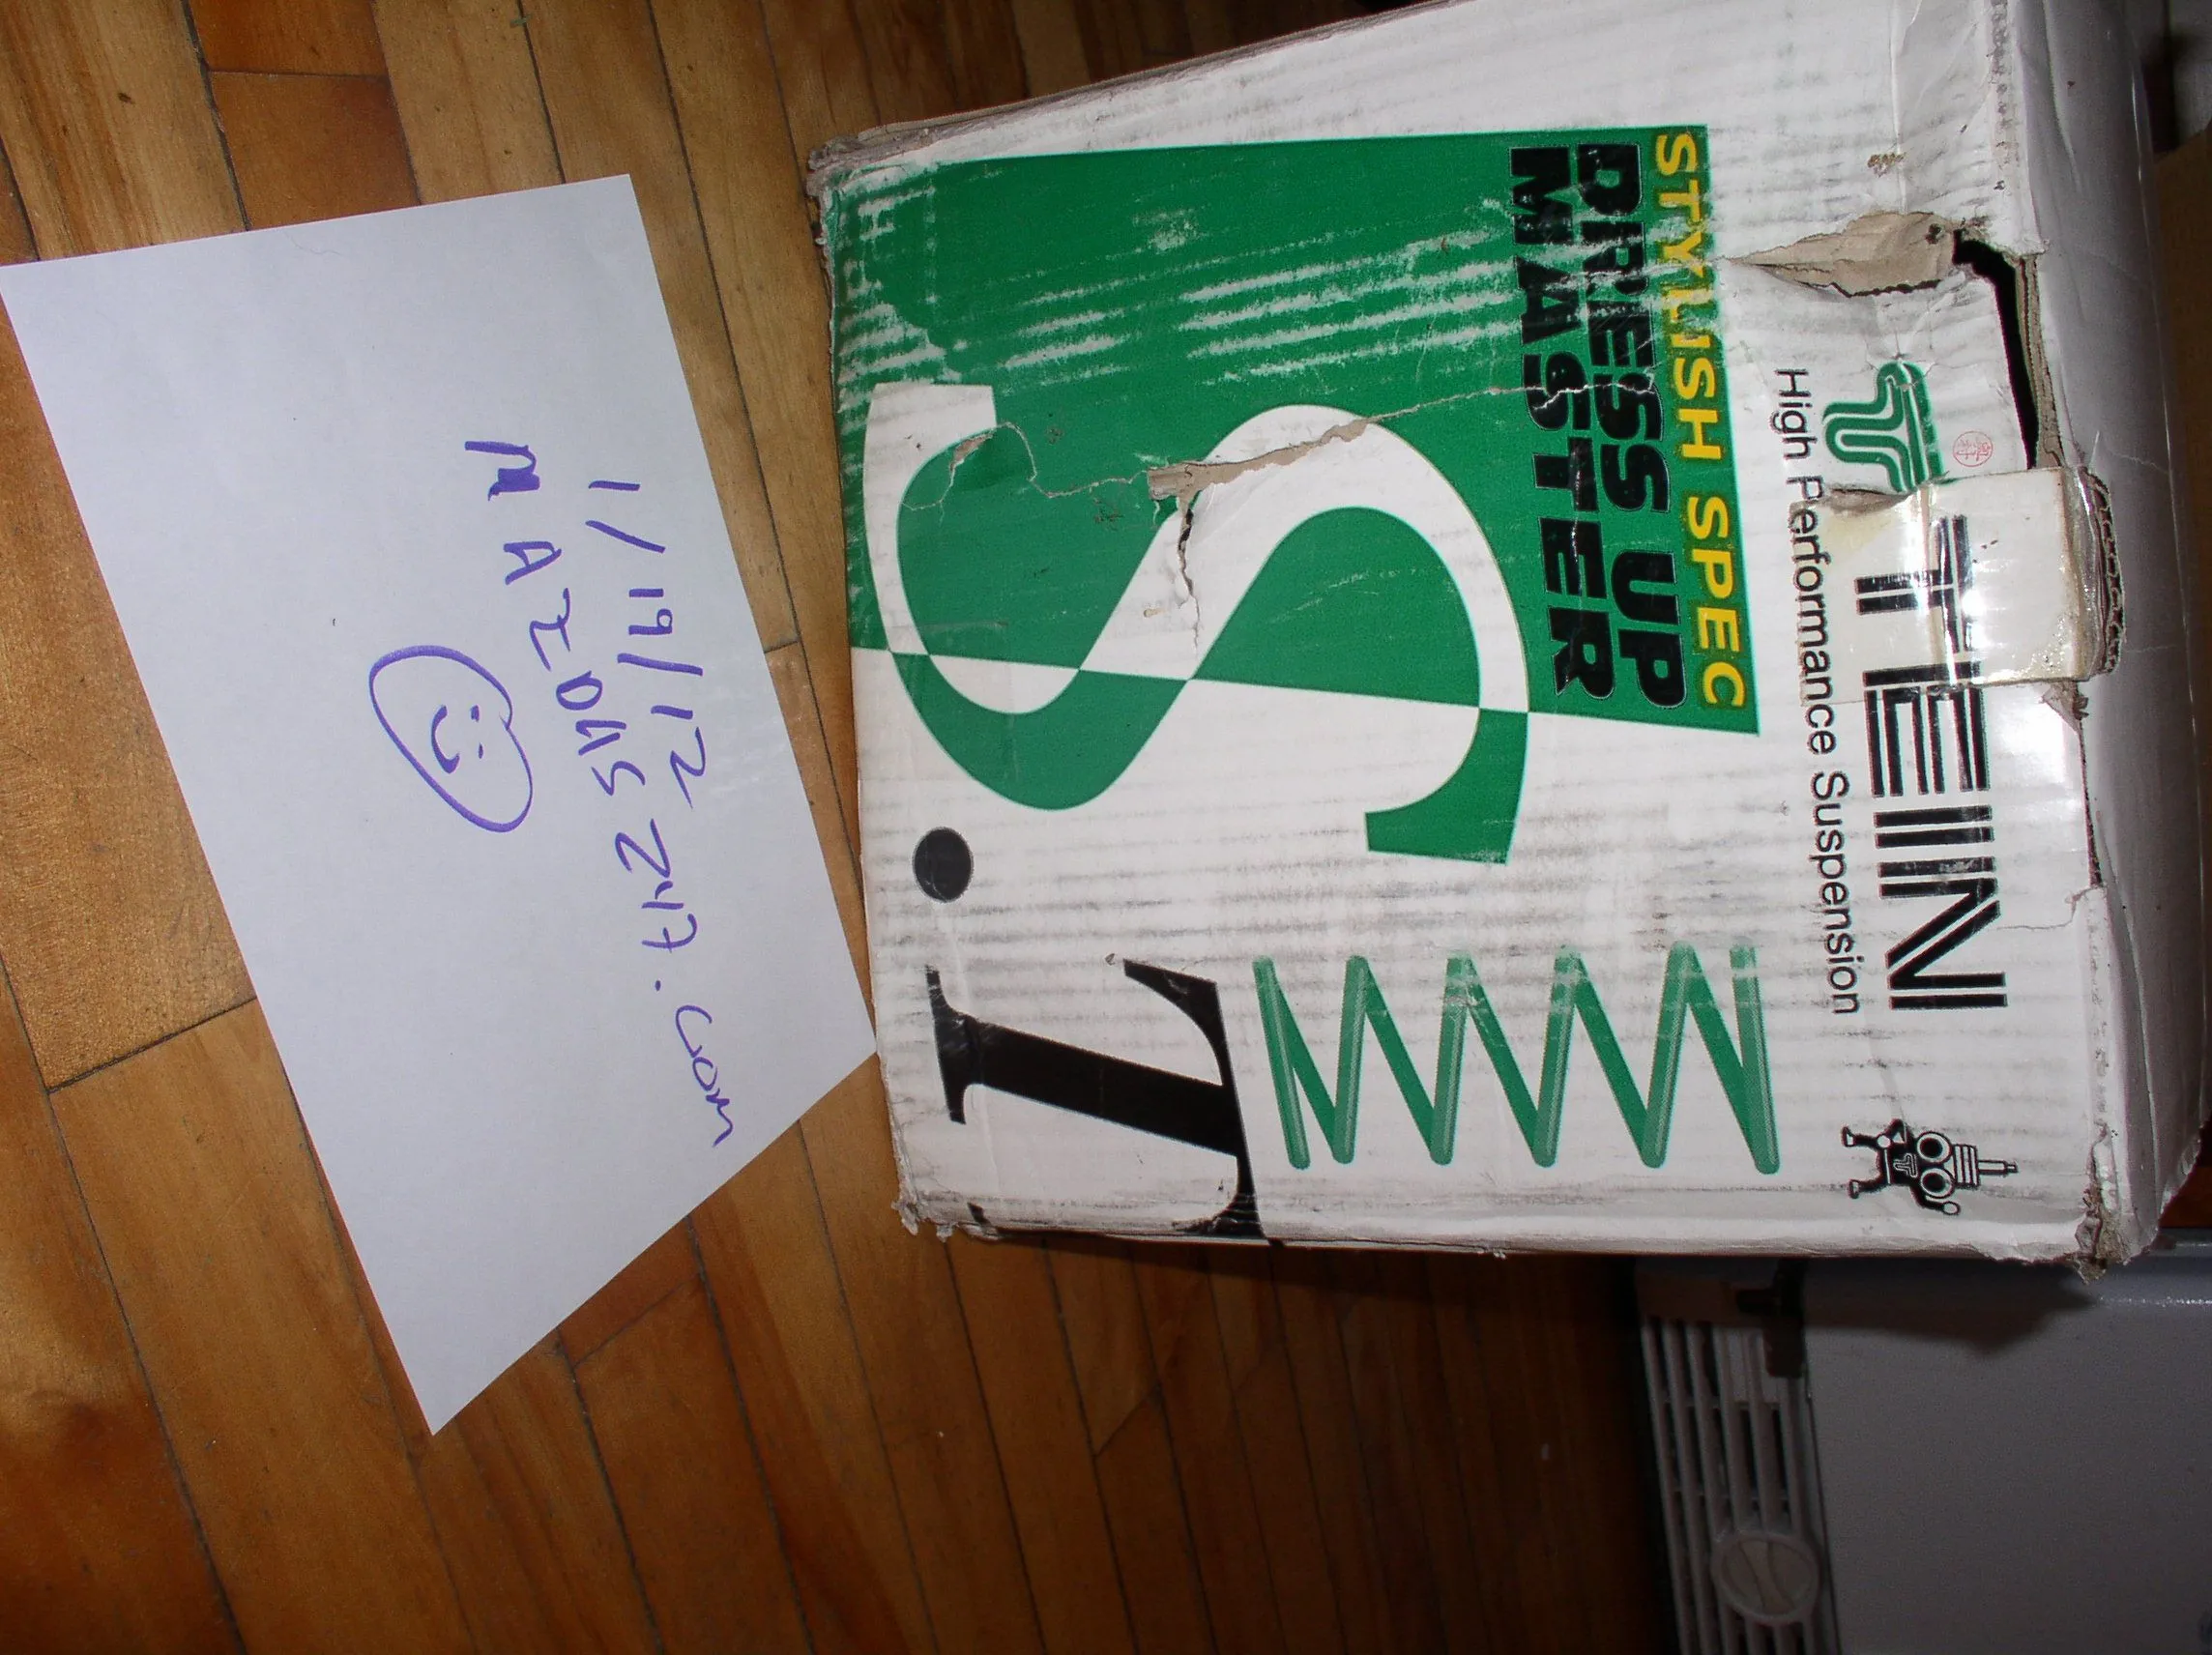 TEIN
High Performance Suspension
STYLISH SPEC
DRESS UP
MASTER
S.T
1/19/12
MAZDAS247.com